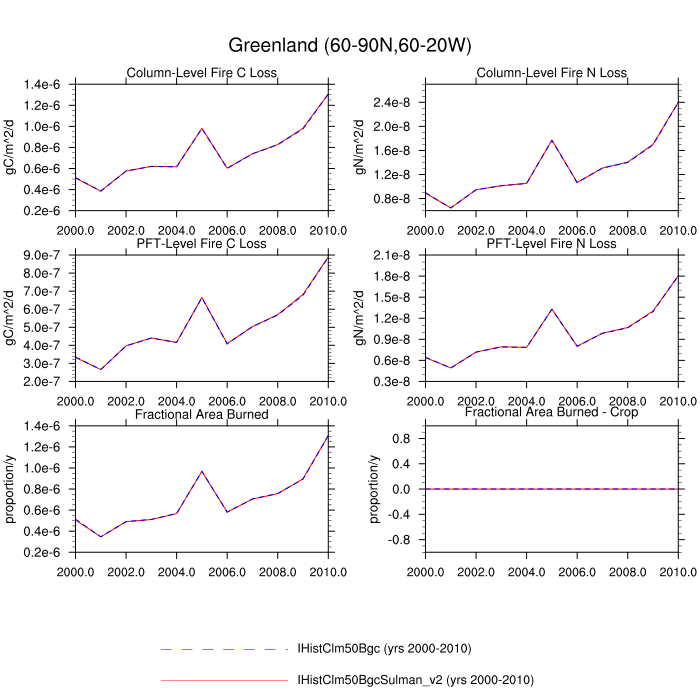 Greenland (60-90N,60-20W)
Column-Level Fire C Loss
Column-Level Fire N Loss
1.4e-6
1.2e-6
1.0e-6
0.8e-6
0.6e-6
0.4e-6
0.2e-6
gC/m^2/d
2000.0 2002.0 2004.0 2006.0 2008.0 2010.0
2.4e-8
2.0e-8
1.6e-8
1.2e-8
0.8e-8
gN/m^2/d
2000.0 2002.0 2004.0 2006.0 2008.0 2010.0
PFT-Level Fire C Loss
PFT-Level Fire N Loss
9.0e-7
8.0e-7
7.0e-7
6.0e-7
5.0e-7
4.0e-7
3.0e-7
2.0e-7
gC/m^2/d
2000.0 2002.0 2004.0 2006.0 2008.0 2010.0
2.1e-8
1.8e-8
1.5e-8
1.2e-8
0.9e-8
0.6e-8
0.3e-8
gN/m^2/d
2000.0 2002.0 2004.0 2006.0 2008.0 2010.0
Fractional Area Burned
Fractional Area Burned - Crop
1.4e-6
1.2e-6
1.0e-6
0.8e-6
0.6e-6
0.4e-6
0.2e-6
proportion/y
2000.0 2002.0 2004.0 2006.0 2008.0 2010.0
0.8
0.4
0.0
-0.4
-0.8
proportion/y
2000.0 2002.0 2004.0 2006.0 2008.0 2010.0
IHistClm50Bgc (yrs 2000-2010)
IHistClm50BgcSulman_v2 (yrs 2000-2010)